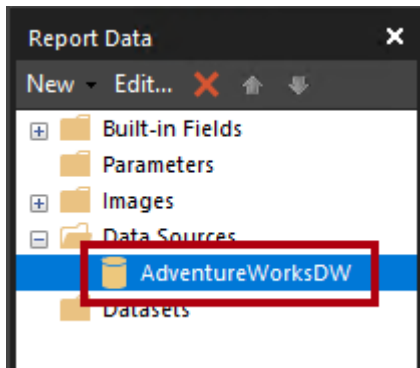 Report Data
New Edit...
Built-in Fields
Parameters
Images
Data Sources
AdventureWorksDW
Datasets